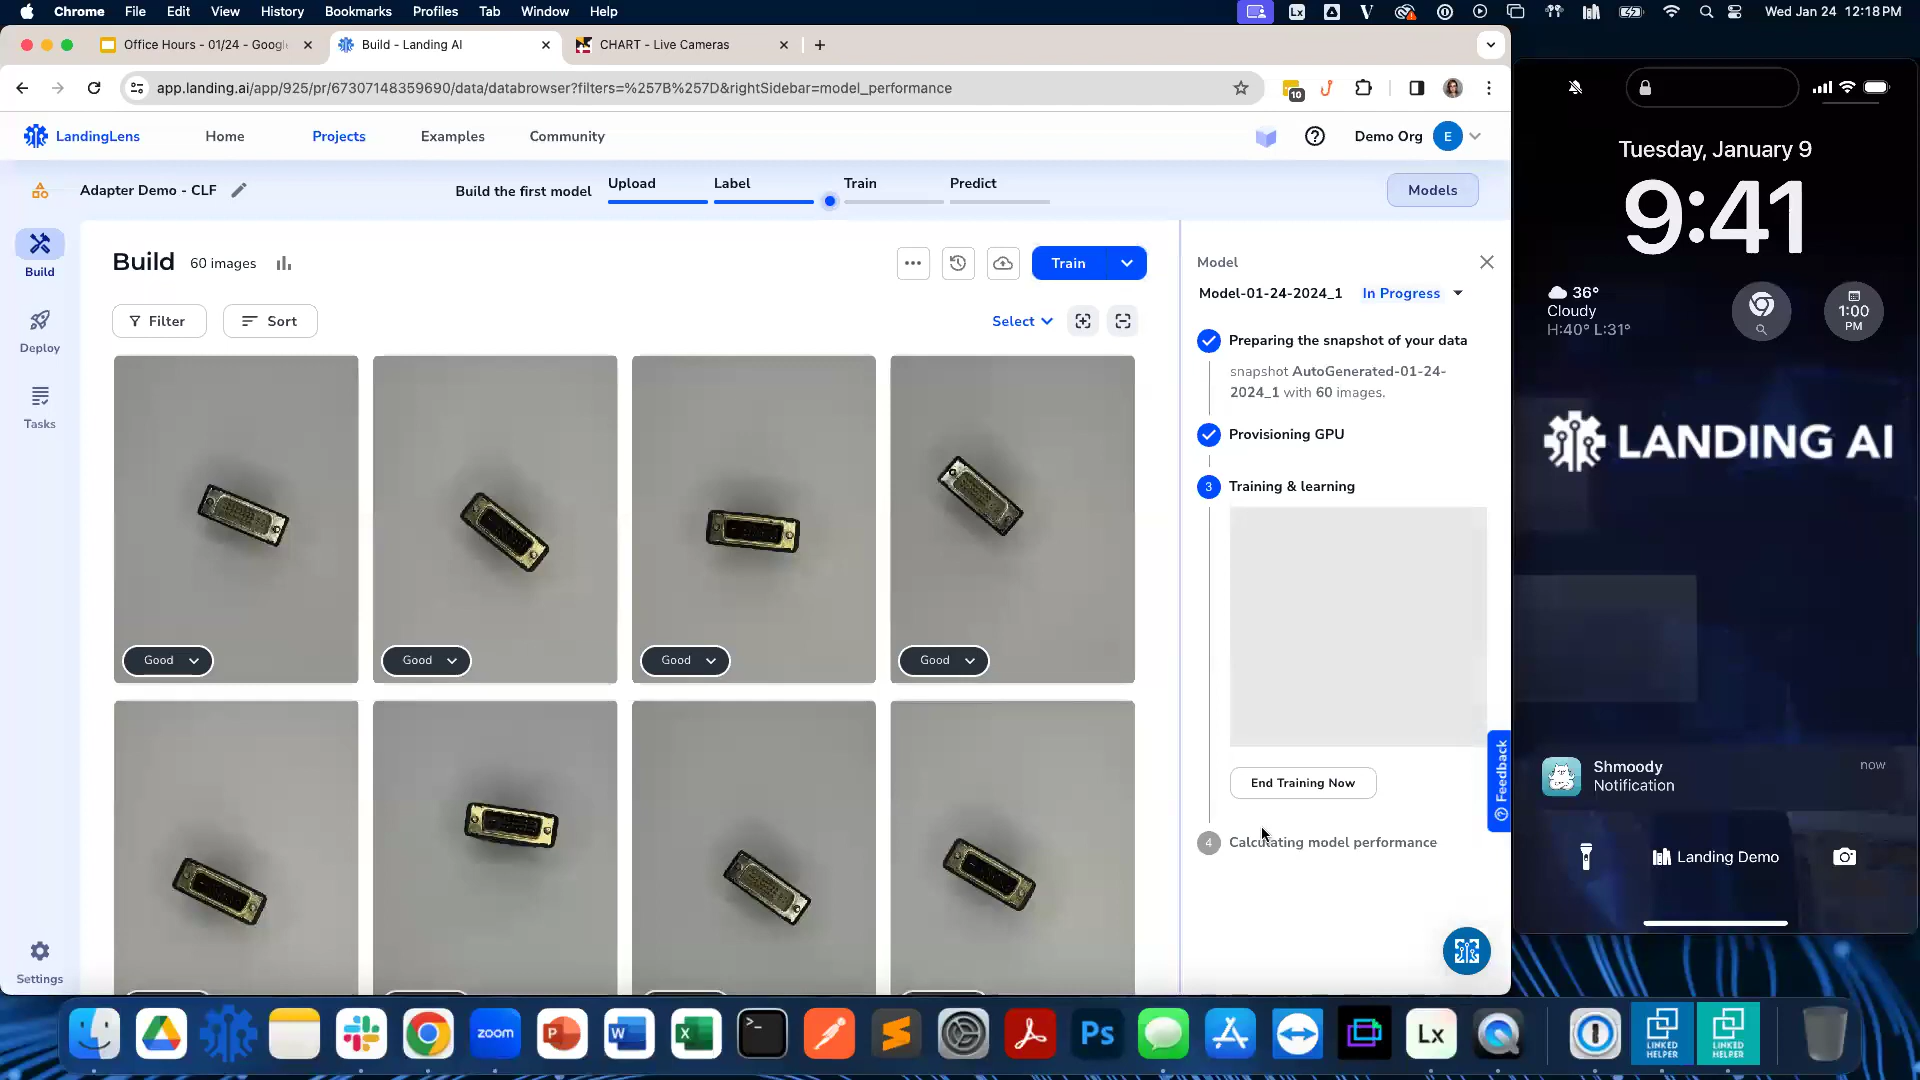 Chrome File Edit View History Bookmarks Profiles Tab Window Help
Wed Jan 24 12:18 PM
Office Hours - 01/24 - Google
Build - Landing AI
CHART - Live Cameras
app.landing.ai/app/925/pr/67307148359690/data/databrowser?filters=%257B%257D&rightSidebar=model_performance
10
LandingLens Home Projects Examples Community
Demo Org E
Adapter Demo - CLF
Build the first model Upload Label Train Predict
Models
Build
Deploy
Tasks
Settings
Build 60 images
Train
Filter Sort
Select
Good Good Good Good
Model
Model-01-24-2024_1 In Progress
Preparing the snapshot of your data
snapshot AutoGenerated-01-24-
2024_1 with 60 images.
Provisioning GPU
3 Training & learning
End Training Now
4 Calculating model performance
Feedback
Tuesday, January 9
9:41
36°
Cloudy
H:40° L:31°
1:00
PM
LANDING AI
Shmoody now
Notification
Landing Demo
zoom
P
W
X
Ps
Lx
LINKED
HELPER
LINKED
HELPER